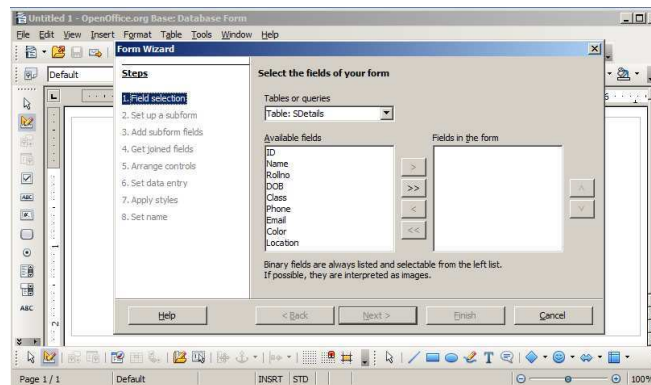 Untitled 1 - OpenOffice.org Base: Database Form
File Edit View Insert Format Table Tools Window Help
Form Wizard
Default
Steps
1. Field selection
2. Set up a subform
3. Add subform fields
4. Get joined fields
5. Arrange controls
6. Set data entry
7. Apply styles
8. Set name
Select the fields of your form
Tables or queries
Table: SDetails
Available fields
Fields in the form
ID
Name
Rollno
DOB
Class
Phone
Email
Color
Location
>
>>
<
<<
Binary fields are always listed and selectable from the left list.
If possible, they are interpreted as images.
Help
< Back
Next >
Finish
Cancel
ABC
ABC
Page 1 / 1
Default
INSRT
STD
100%